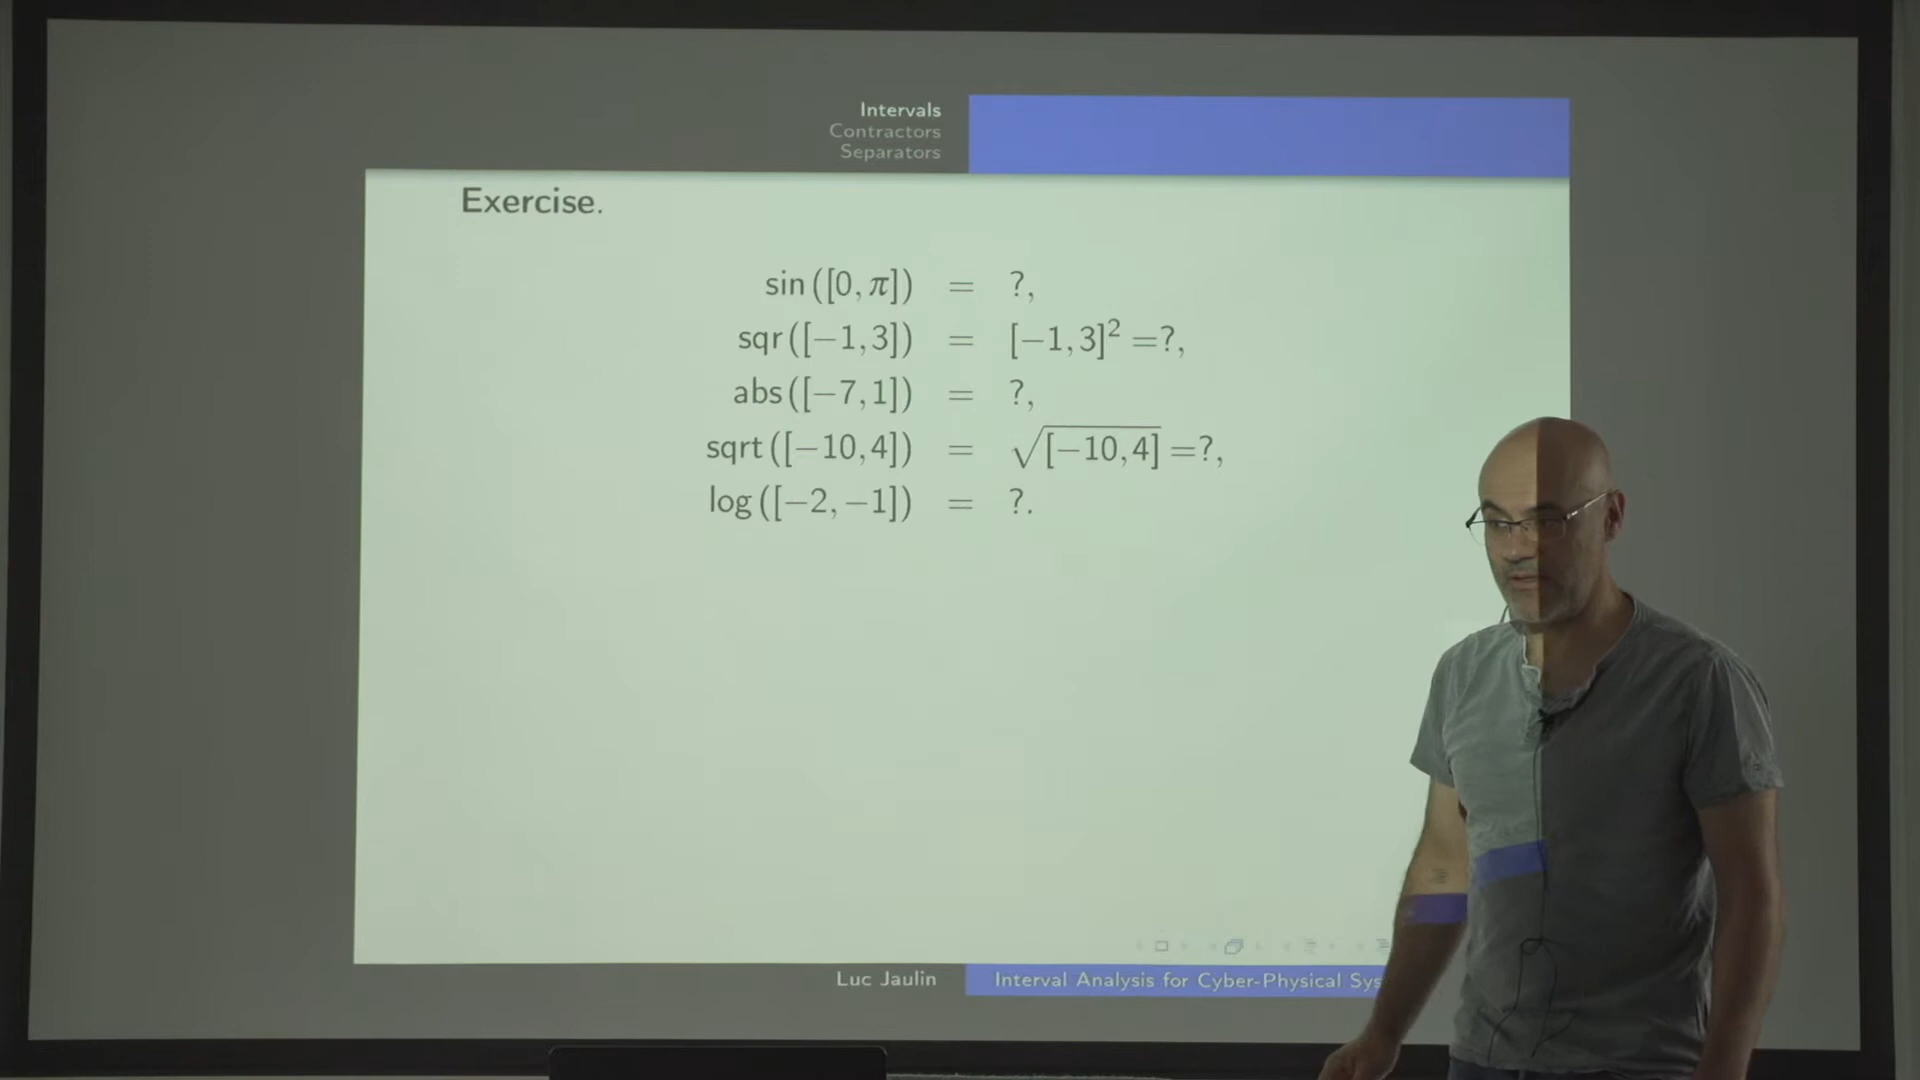 Intervals
Contractors
Separators
Exercise.
sin([0, π]) = ?,
sqr([−1,3]) = [−1,3]² =?,
abs([−7,1]) = ?,
sqrt([−10,4]) = √[−10,4] =?,
log([−2,−1]) = ?.
Luc Jaulin
Interval Analysis for Cyber-Physical